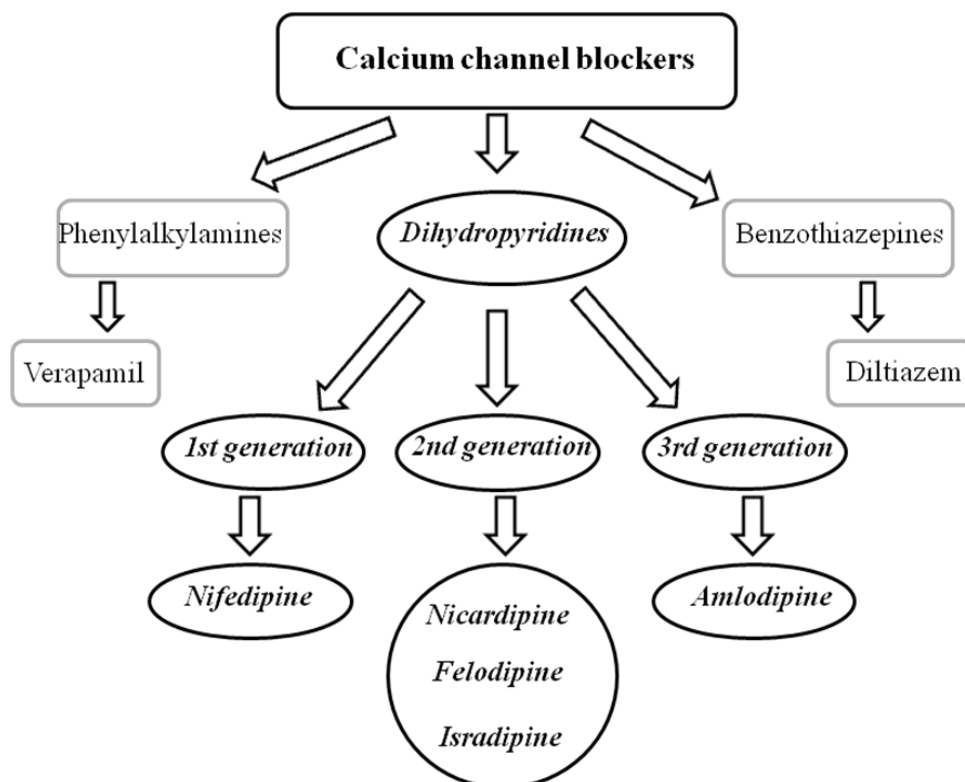 Calcium channel blockers
Phenylalkylamines
Dihydropyridines
Benzothiazepines
Verapamil
Diltiazem
1st generation
2nd generation
3rd generation
Nifedipine
Nicardipine
Felodipine
Isradipine
Amlodipine